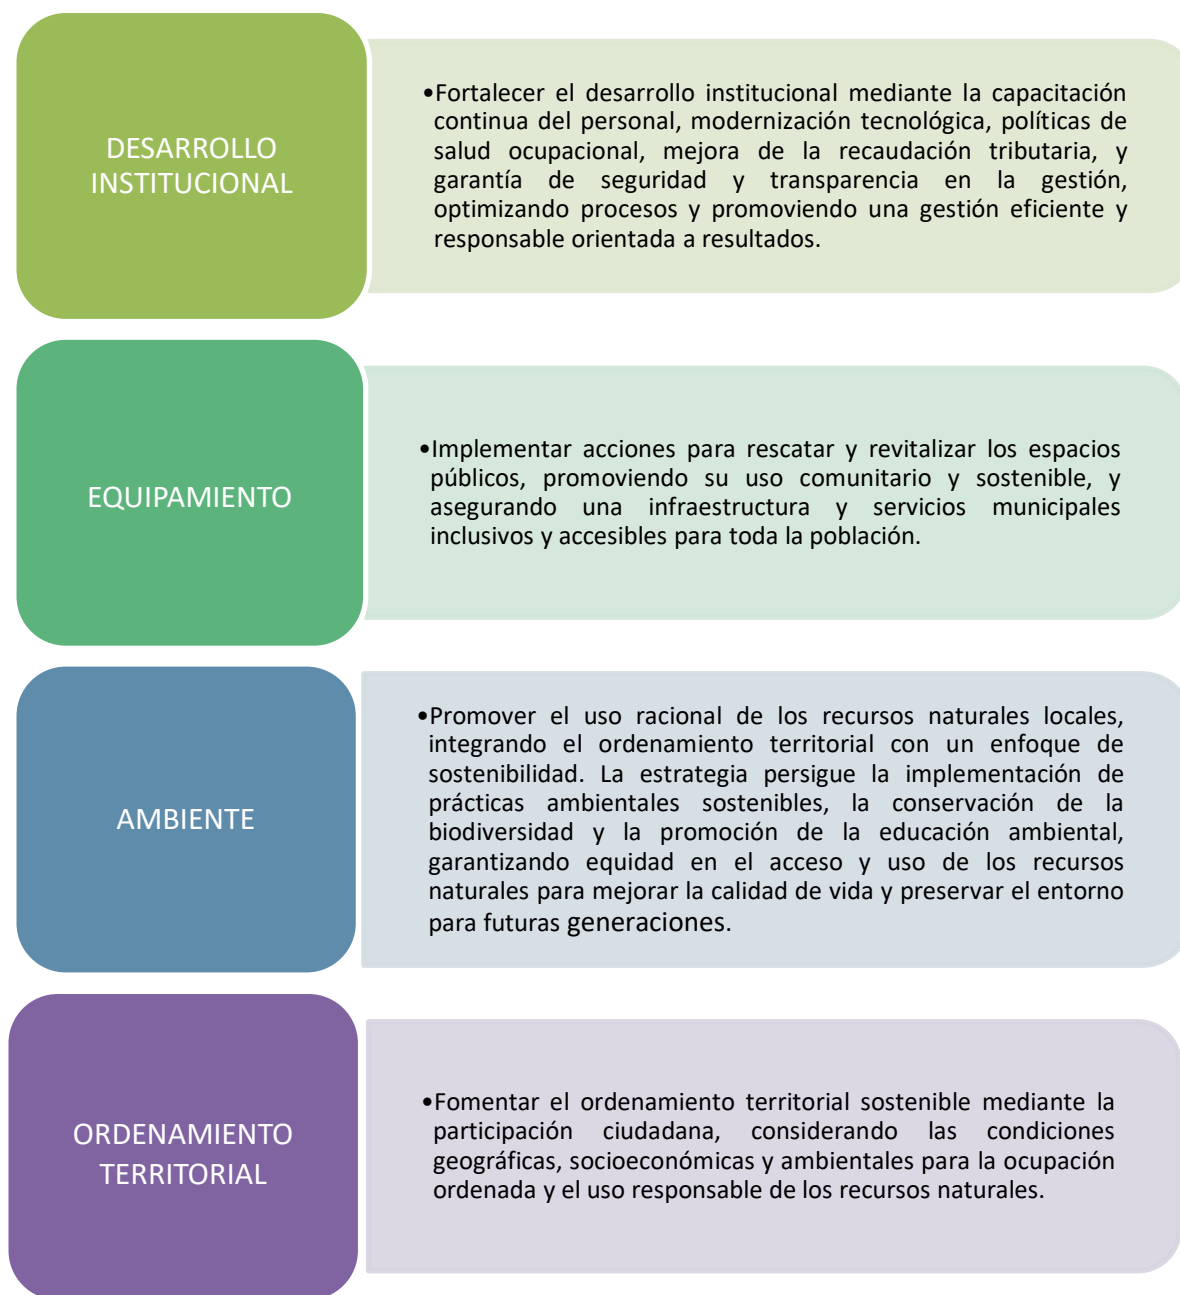 DESARROLLO
INSTITUCIONAL
•Fortalecer el desarrollo institucional mediante la capacitación
continua del personal, modernización tecnológica, políticas de
salud ocupacional, mejora de la recaudación tributaria, y
garantía de seguridad y transparencia en la gestión,
optimizando procesos y promoviendo una gestión eficiente y
responsable orientada a resultados.
EQUIPAMIENTO
•Implementar acciones para rescatar y revitalizar los espacios
públicos, promoviendo su uso comunitario y sostenible, y
asegurando una infraestructura y servicios municipales
inclusivos y accesibles para toda la población.
AMBIENTE
•Promover el uso racional de los recursos naturales locales,
integrando el ordenamiento territorial con un enfoque de
sostenibilidad. La estrategia persigue la implementación de
prácticas ambientales sostenibles, la conservación de la
biodiversidad y la promoción de la educación ambiental,
garantizando equidad en el acceso y uso de los recursos
naturales para mejorar la calidad de vida y preservar el entorno
para futuras generaciones.
ORDENAMIENTO
TERRITORIAL
•Fomentar el ordenamiento territorial sostenible mediante la
participación ciudadana, considerando las condiciones
geográficas, socioeconómicas y ambientales para la ocupación
ordenada y el uso responsable de los recursos naturales.